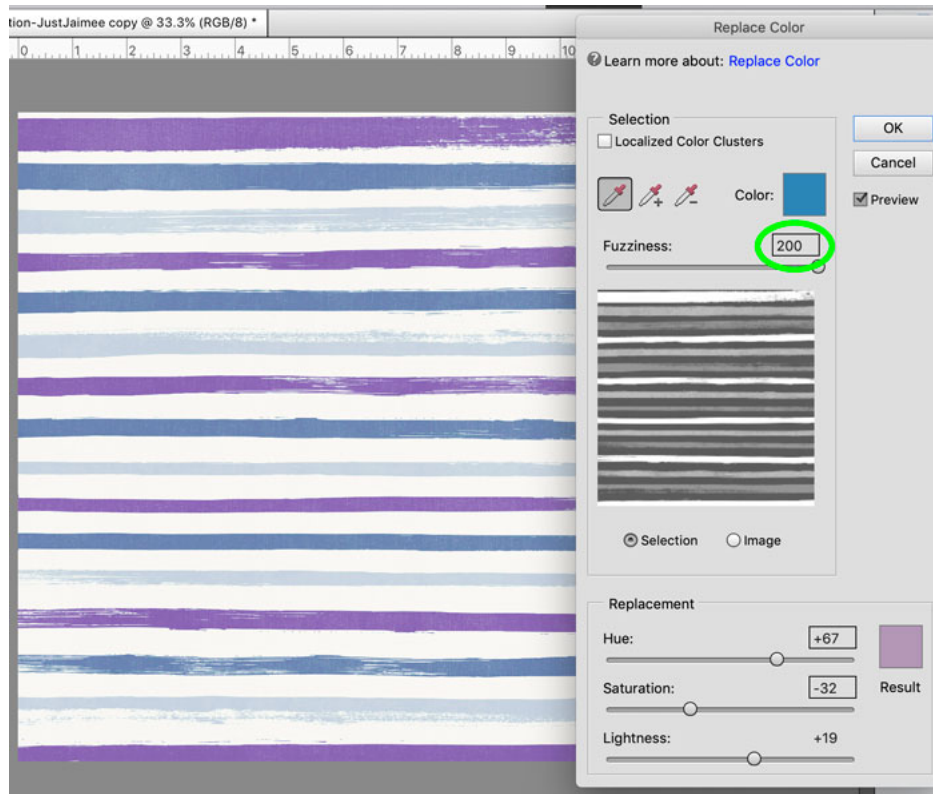 tion-JustJaimee copy @ 33.3% (RGB/8) *
0 1 2 3 4 5 6 7 8 9 10
Replace Color
? Learn more about: Replace Color
Selection
Localized Color Clusters
OK
Cancel
Color:
Preview
Fuzziness: 200
Selection Image
Replacement
Hue: +67
Saturation: -32 Result
Lightness: +19